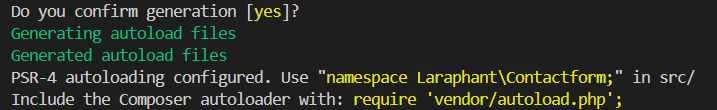 Do you confirm generation [yes]?
Generating autoload files
Generated autoload files
PSR-4 autoloading configured. Use "namespace Laraphant\Contactform;" in src/
Include the Composer autoloader with: require 'vendor/autoload.php';